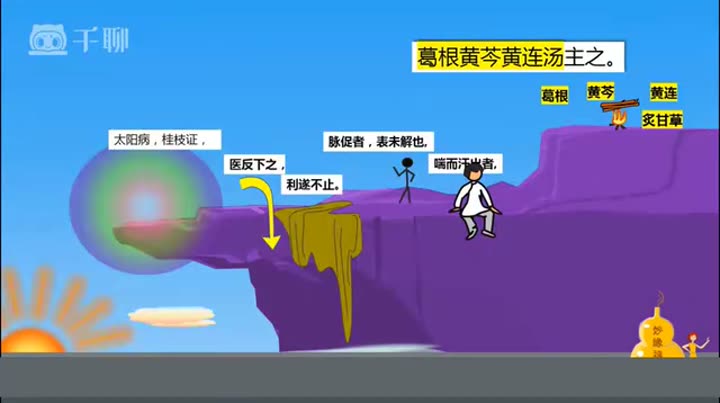 千聊
葛根黄芩黄连汤主之。
葛根
黄芩
黄连
炙甘草
太阳病，桂枝证，
医反下之，
利遂不止。
脉促者，表未解也，
喘而汗出者，